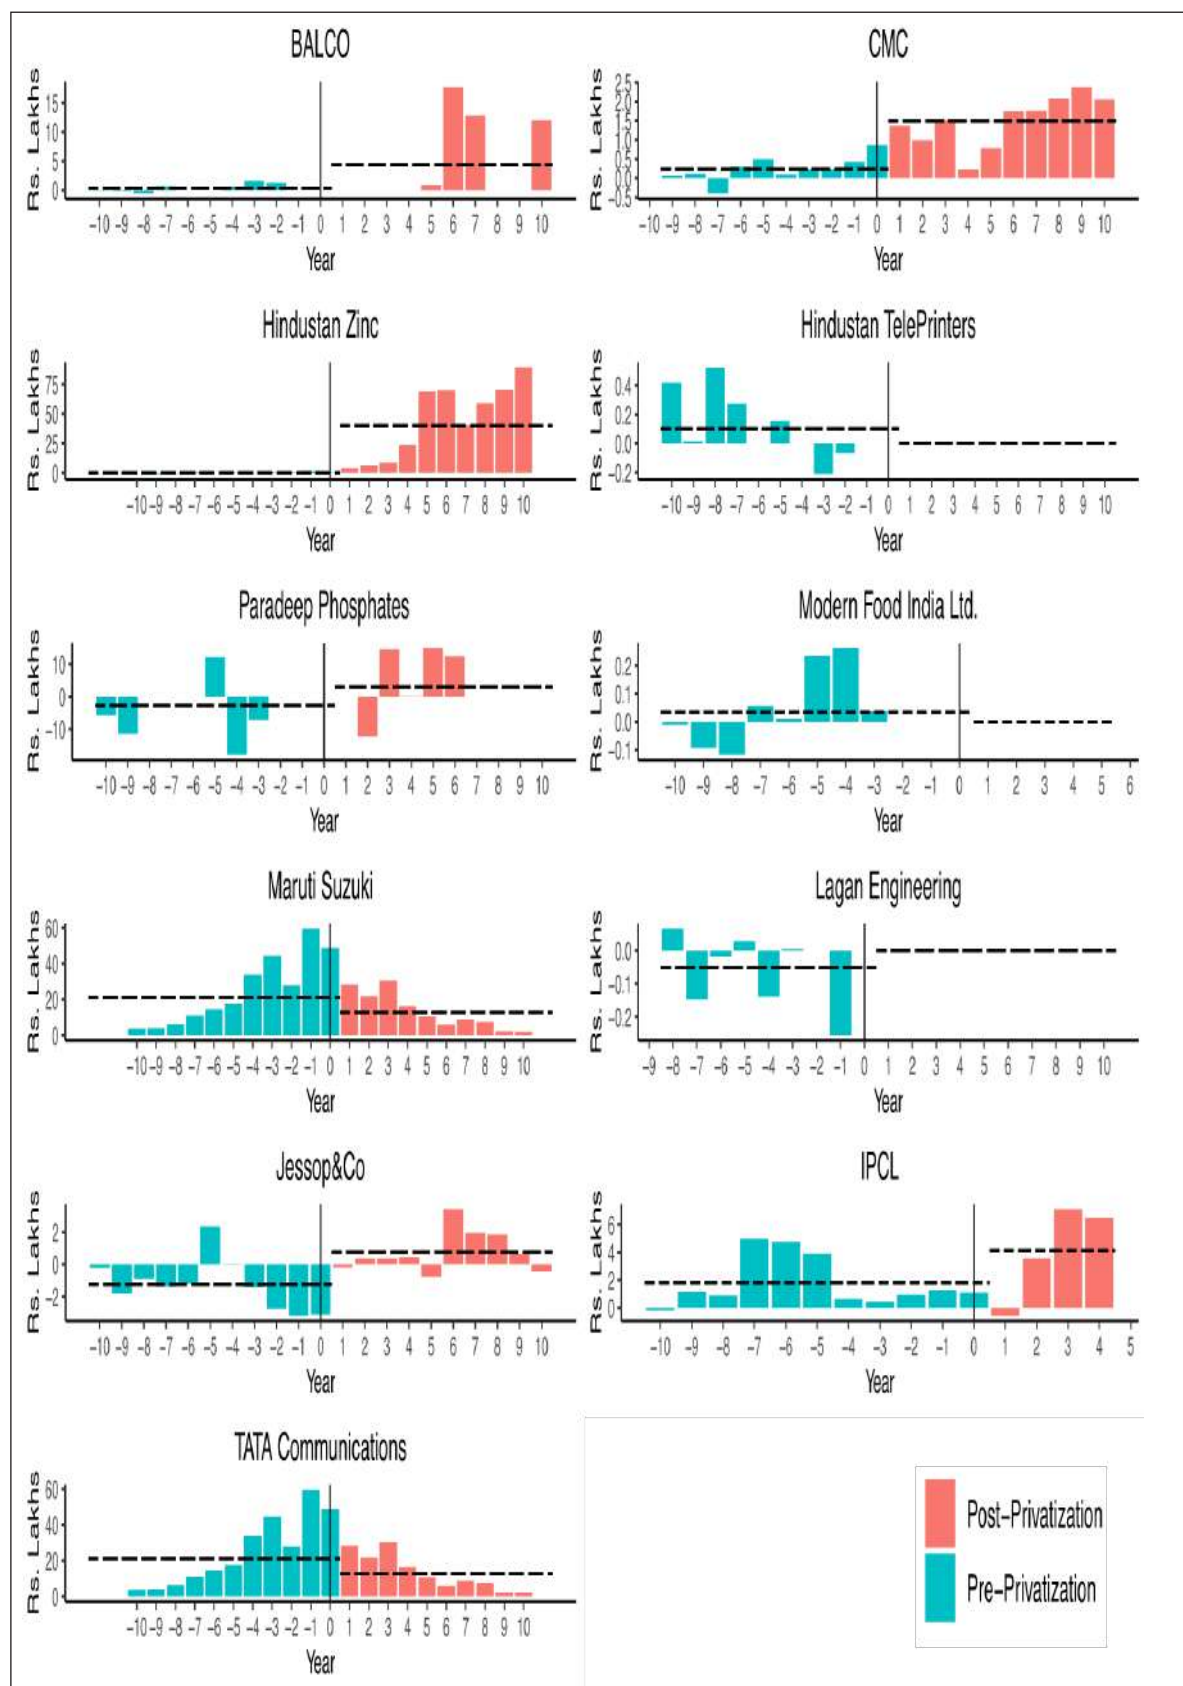 BALCO
Rs. Lakhs
15
10
5
0
-10 -9 -8 -7 -6 -5 -4 -3 -2 -1 0 1 2 3 4 5 6 7 8 9 10
Year
CMC
Rs. Lakhs
2.5
2.0
1.5
1.0
0.5
0.0
-0.5
-10 -9 -8 -7 -6 -5 -4 -3 -2 -1 0 1 2 3 4 5 6 7 8 9 10
Year
Hindustan Zinc
Rs. Lakhs
75
50
25
0
-10 -9 -8 -7 -6 -5 -4 -3 -2 -1 0 1 2 3 4 5 6 7 8 9 10
Year
Hindustan TelePrinters
Rs. Lakhs
0.4
0.2
0.0
-0.2
-10 -9 -8 -7 -6 -5 -4 -3 -2 -1 0 1 2 3 4 5 6 7 8 9 10
Year
Paradeep Phosphates
Rs. Lakhs
10
0
-10
-10 -9 -8 -7 -6 -5 -4 -3 -2 -1 0 1 2 3 4 5 6 7 8 9 10
Year
Modern Food India Ltd.
Rs. Lakhs
0.2
0.1
0.0
-0.1
-10 -9 -8 -7 -6 -5 -4 -3 -2 -1 0 1 2 3 4 5 6
Year
Maruti Suzuki
Rs. Lakhs
60
40
20
0
-10 -9 -8 -7 -6 -5 -4 -3 -2 -1 0 1 2 3 4 5 6 7 8 9 10
Year
Lagan Engineering
Rs. Lakhs
0.0
-0.1
-0.2
-9 -8 -7 -6 -5 -4 -3 -2 -1 0 1 2 3 4 5 6 7 8 9 10
Year
Jessop&Co
Rs. Lakhs
2
0
-2
-10 -9 -8 -7 -6 -5 -4 -3 -2 -1 0 1 2 3 4 5 6 7 8 9 10
Year
IPCL
Rs. Lakhs
6
4
2
0
-10 -9 -8 -7 -6 -5 -4 -3 -2 -1 0 1 2 3 4 5
Year
TATA Communications
Rs. Lakhs
60
40
20
0
-10 -9 -8 -7 -6 -5 -4 -3 -2 -1 0 1 2 3 4 5 6 7 8 9 10
Year
Post-Privatization
Pre-Privatization